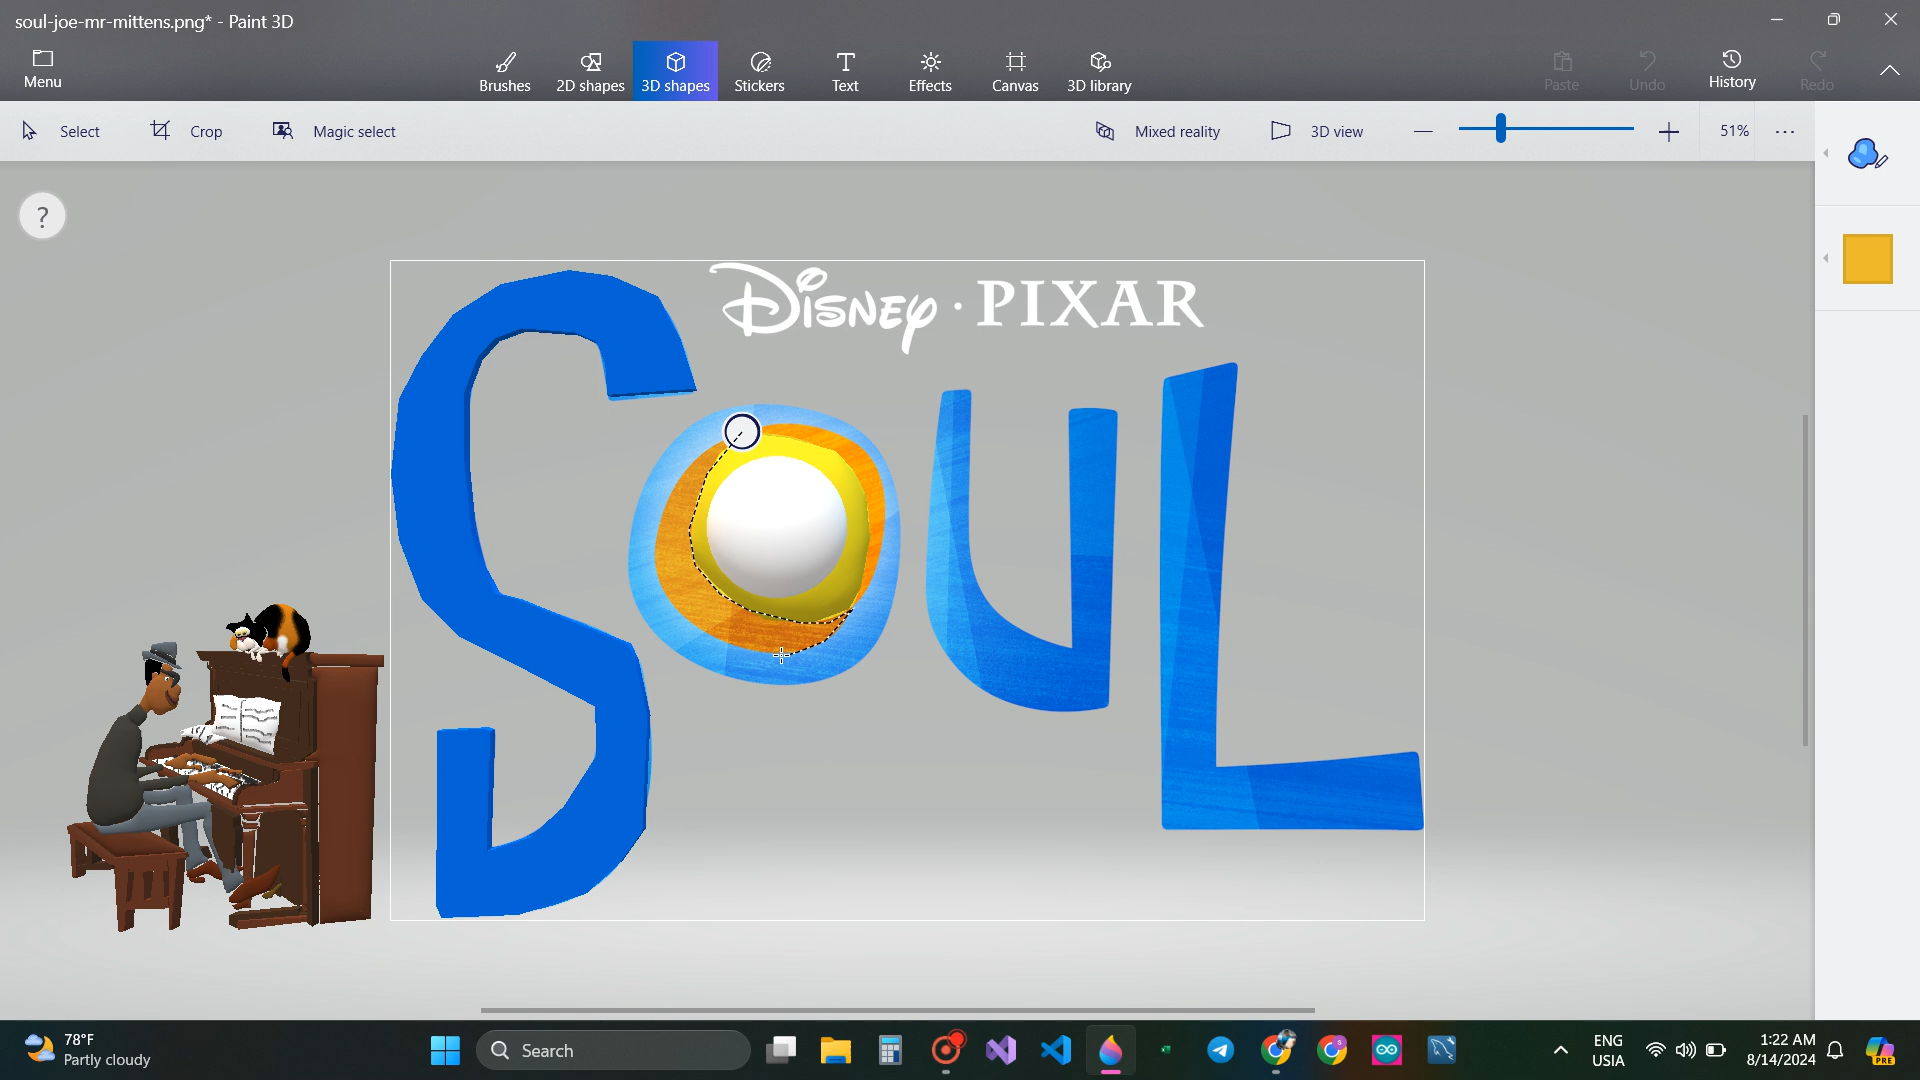 soul-joe-mr-mittens.png* - Paint 3D
Menu
Brushes
2D shapes
3D shapes
Stickers
Text
Effects
Canvas
3D library
Paste
Undo
History
Redo
Select
Crop
Magic select
Mixed reality
3D view
51%
?
Disney · PIXAR
SOUL
78°F
Partly cloudy
Search
ENG
USIA
1:22 AM
8/14/2024
PRE